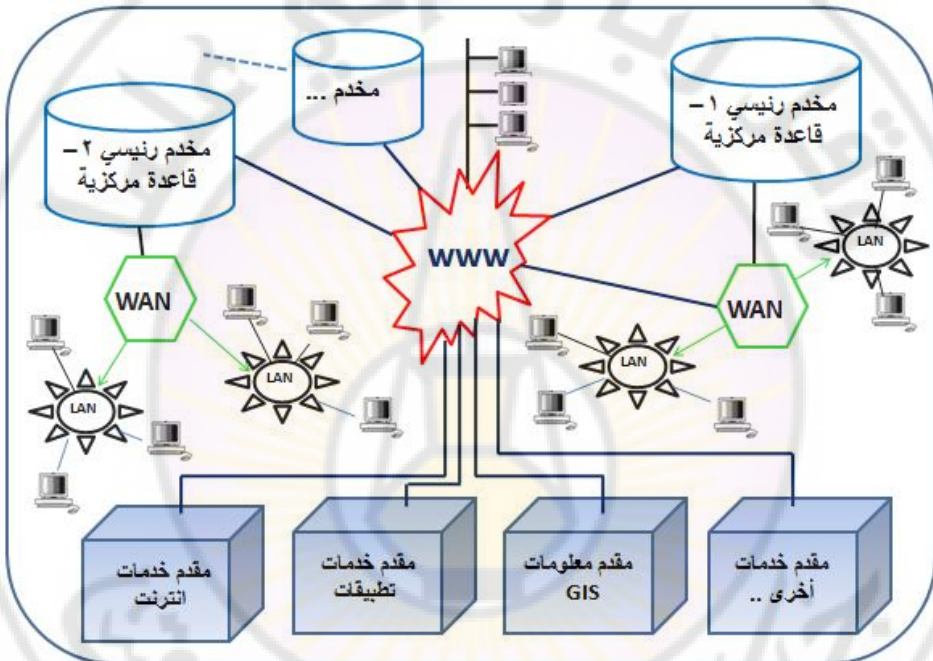 مخدم ...
مخدم رئيسي ١ –
قاعدة مركزية
مخدم رئيسي ٢ –
قاعدة مركزية
WWW
LAN
WAN
WAN
LAN
LAN
LAN
مقدم خدمات
أخرى ..
مقدم معلومات
GIS
مقدم خدمات
تطبيقات
مقدم خدمات
انترنت